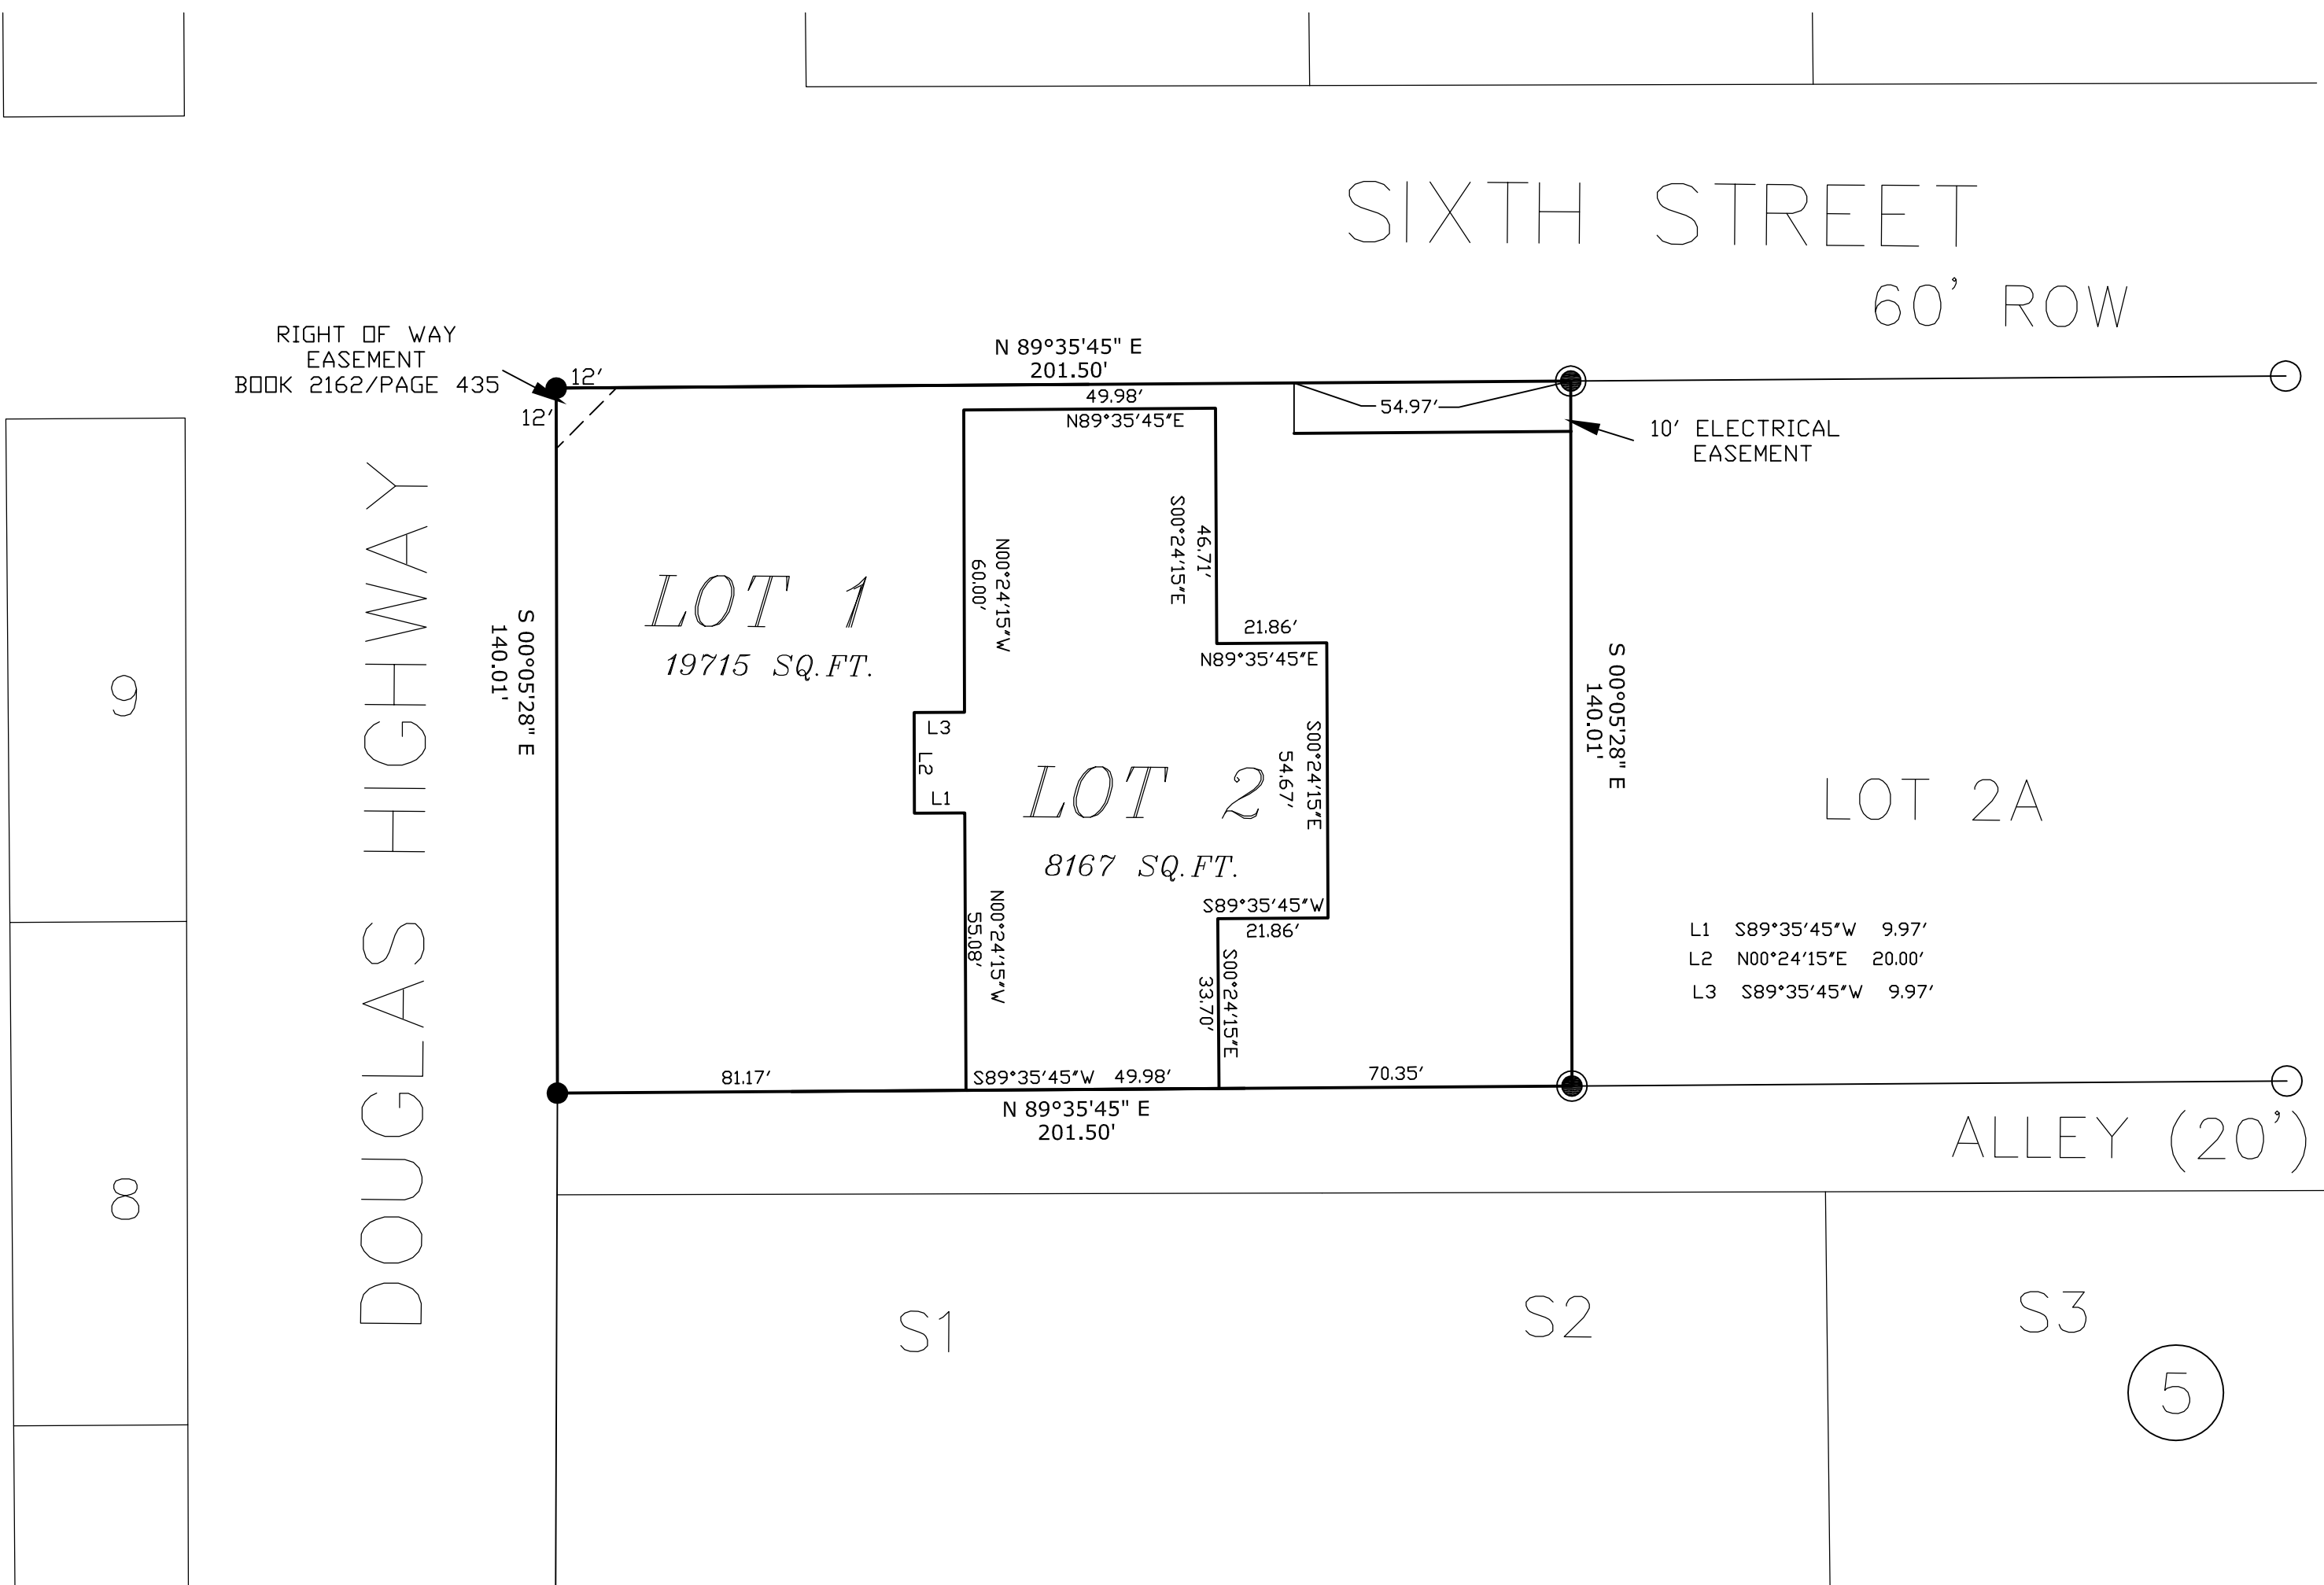 SIXTH STREET
60' ROW
RIGHT OF WAY
EASEMENT
BOOK 2162/PAGE 435
12'
12'
N 89°35'45" E
201.50'
49.98'
N89°35'45"E
54.97'
10' ELECTRICAL
EASEMENT
DOUGLAS HIGHWAY
S 00°05'28" E
140.01'
LOT 1
19715 SQ.FT.
N00°24'15"W
60.00'
S00°24'15"E
46.71'
21.86'
N89°35'45"E
S00°24'15"E
54.67'
S 00°05'28" E
140.01'
L3
L2
L1
LOT 2
8167 SQ.FT.
LOT 2A
S89°35'45"W
21.86'
N00°24'15"W
55.08'
S00°24'15"E
33.70'
L1 S89°35'45"W 9.97'
L2 N00°24'15"E 20.00'
L3 S89°35'45"W 9.97'
81.17'
S89°35'45"W 49.98'
70.35'
N 89°35'45" E
201.50'
ALLEY (20')
9
8
S1
S2
S3
5